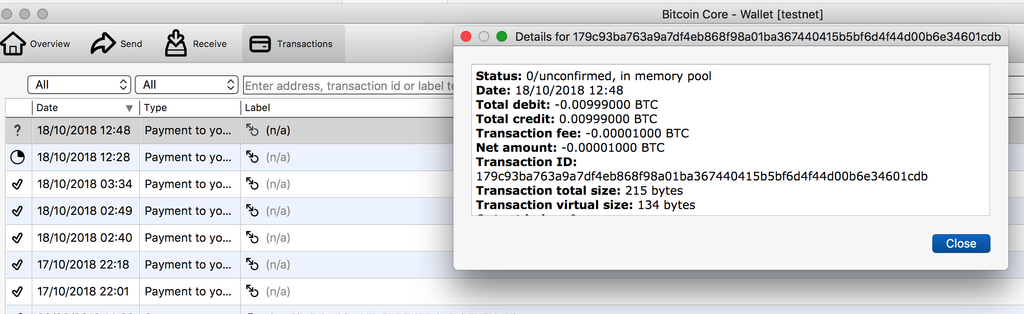 Bitcoin Core - Wallet [testnet]
Overview
Send
Receive
Transactions
All
All
Enter address, transaction id or label to
Date
Type
Label
? 18/10/2018 12:48 Payment to yo... (n/a)
18/10/2018 12:28 Payment to yo... (n/a)
18/10/2018 03:34 Payment to yo... (n/a)
18/10/2018 02:49 Payment to yo... (n/a)
18/10/2018 02:40 Payment to yo... (n/a)
17/10/2018 22:18 Payment to yo... (n/a)
17/10/2018 22:01 Payment to yo... (n/a)
Details for 179c93ba763a9a7df4eb868f98a01ba367440415b5bf6d4f44d00b6e34601cdb
Status: 0/unconfirmed, in memory pool
Date: 18/10/2018 12:48
Total debit: -0.00999000 BTC
Total credit: 0.00999000 BTC
Transaction fee: -0.00001000 BTC
Net amount: -0.00001000 BTC
Transaction ID:
179c93ba763a9a7df4eb868f98a01ba367440415b5bf6d4f44d00b6e34601cdb
Transaction total size: 215 bytes
Transaction virtual size: 134 bytes
Close